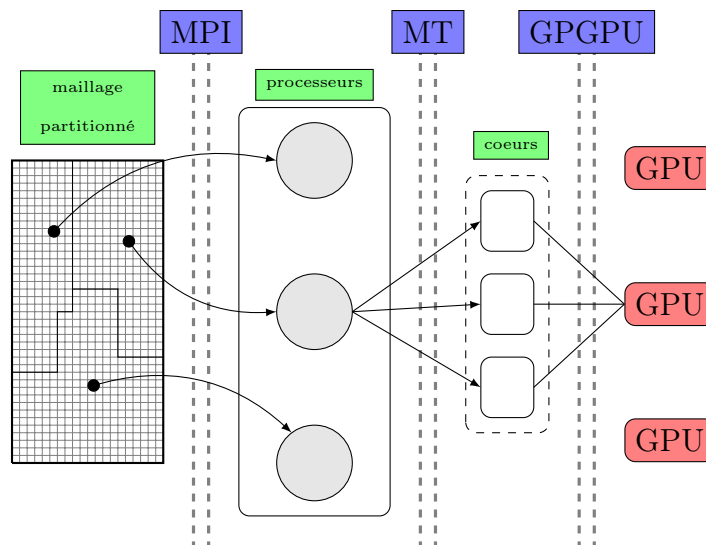 MPI
MT
GPGPU
maillage
partitionné
processeurs
coeurs
GPU
GPU
GPU